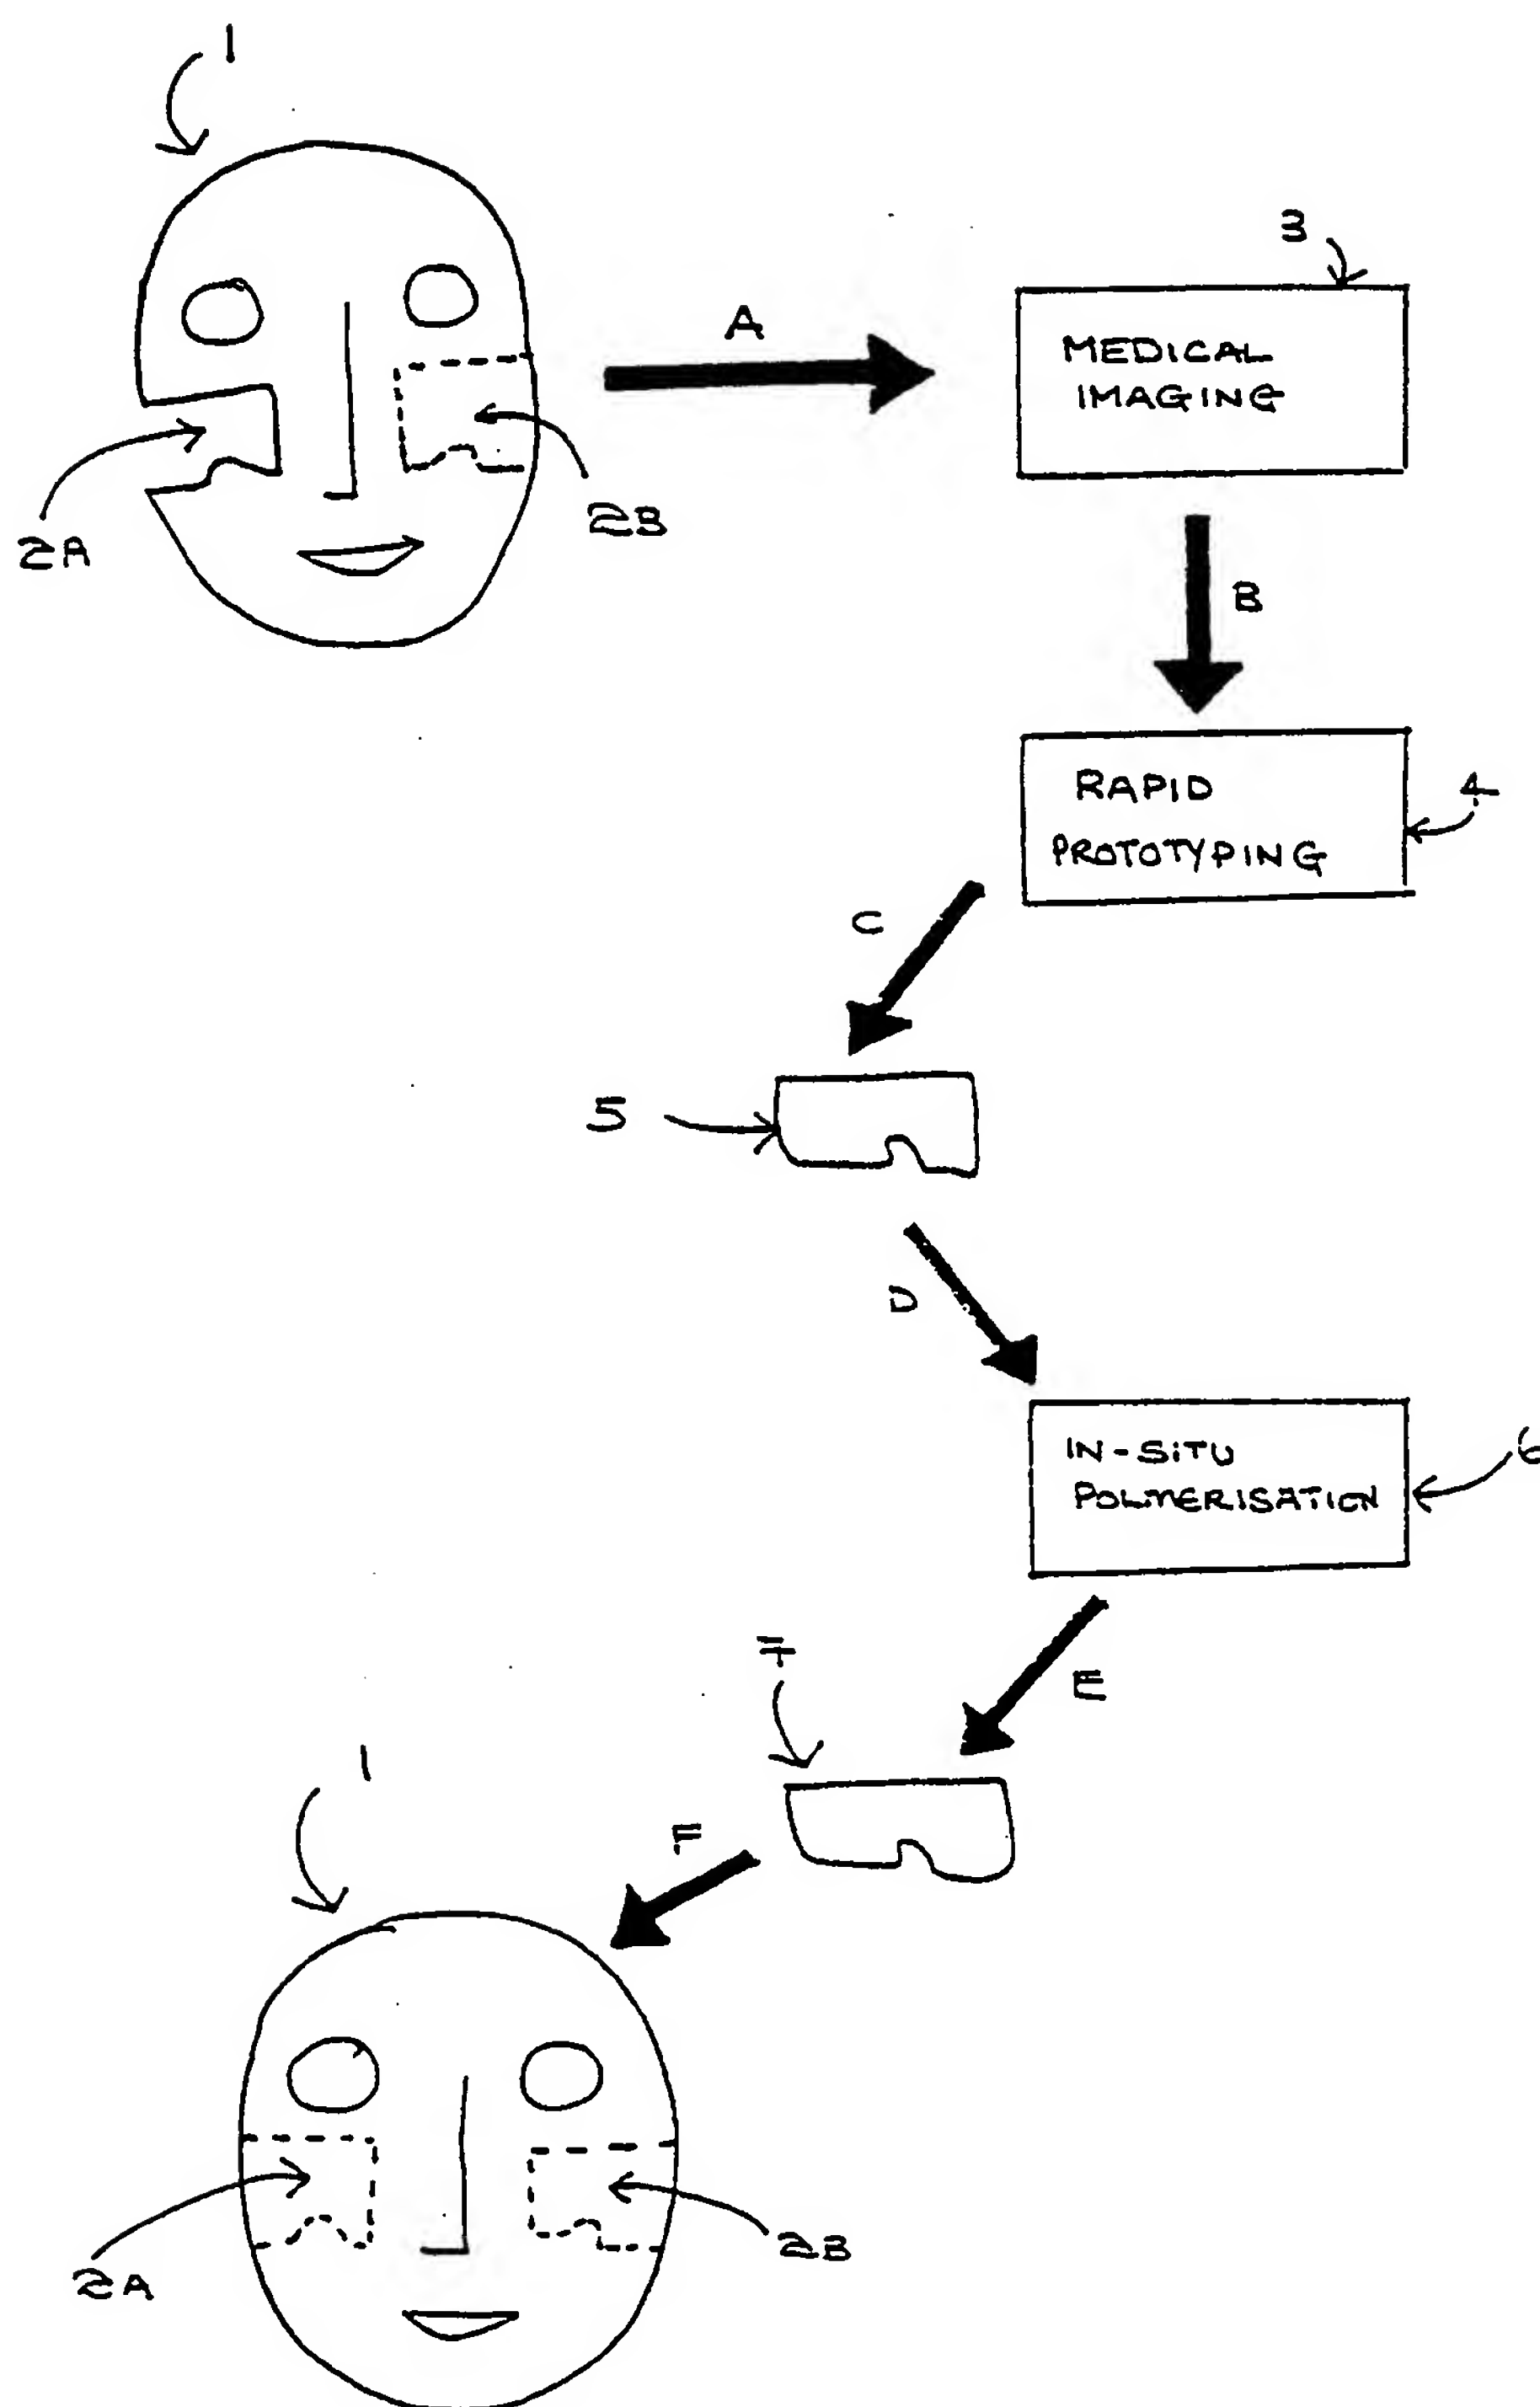 1
3
A
MEDICAL
IMAGING
2A
2B
B
4
RAPID
PROTOTYPING
C
5
D
IN-SITU
POLMERISATION
6
7
E
1
F
2A
2B